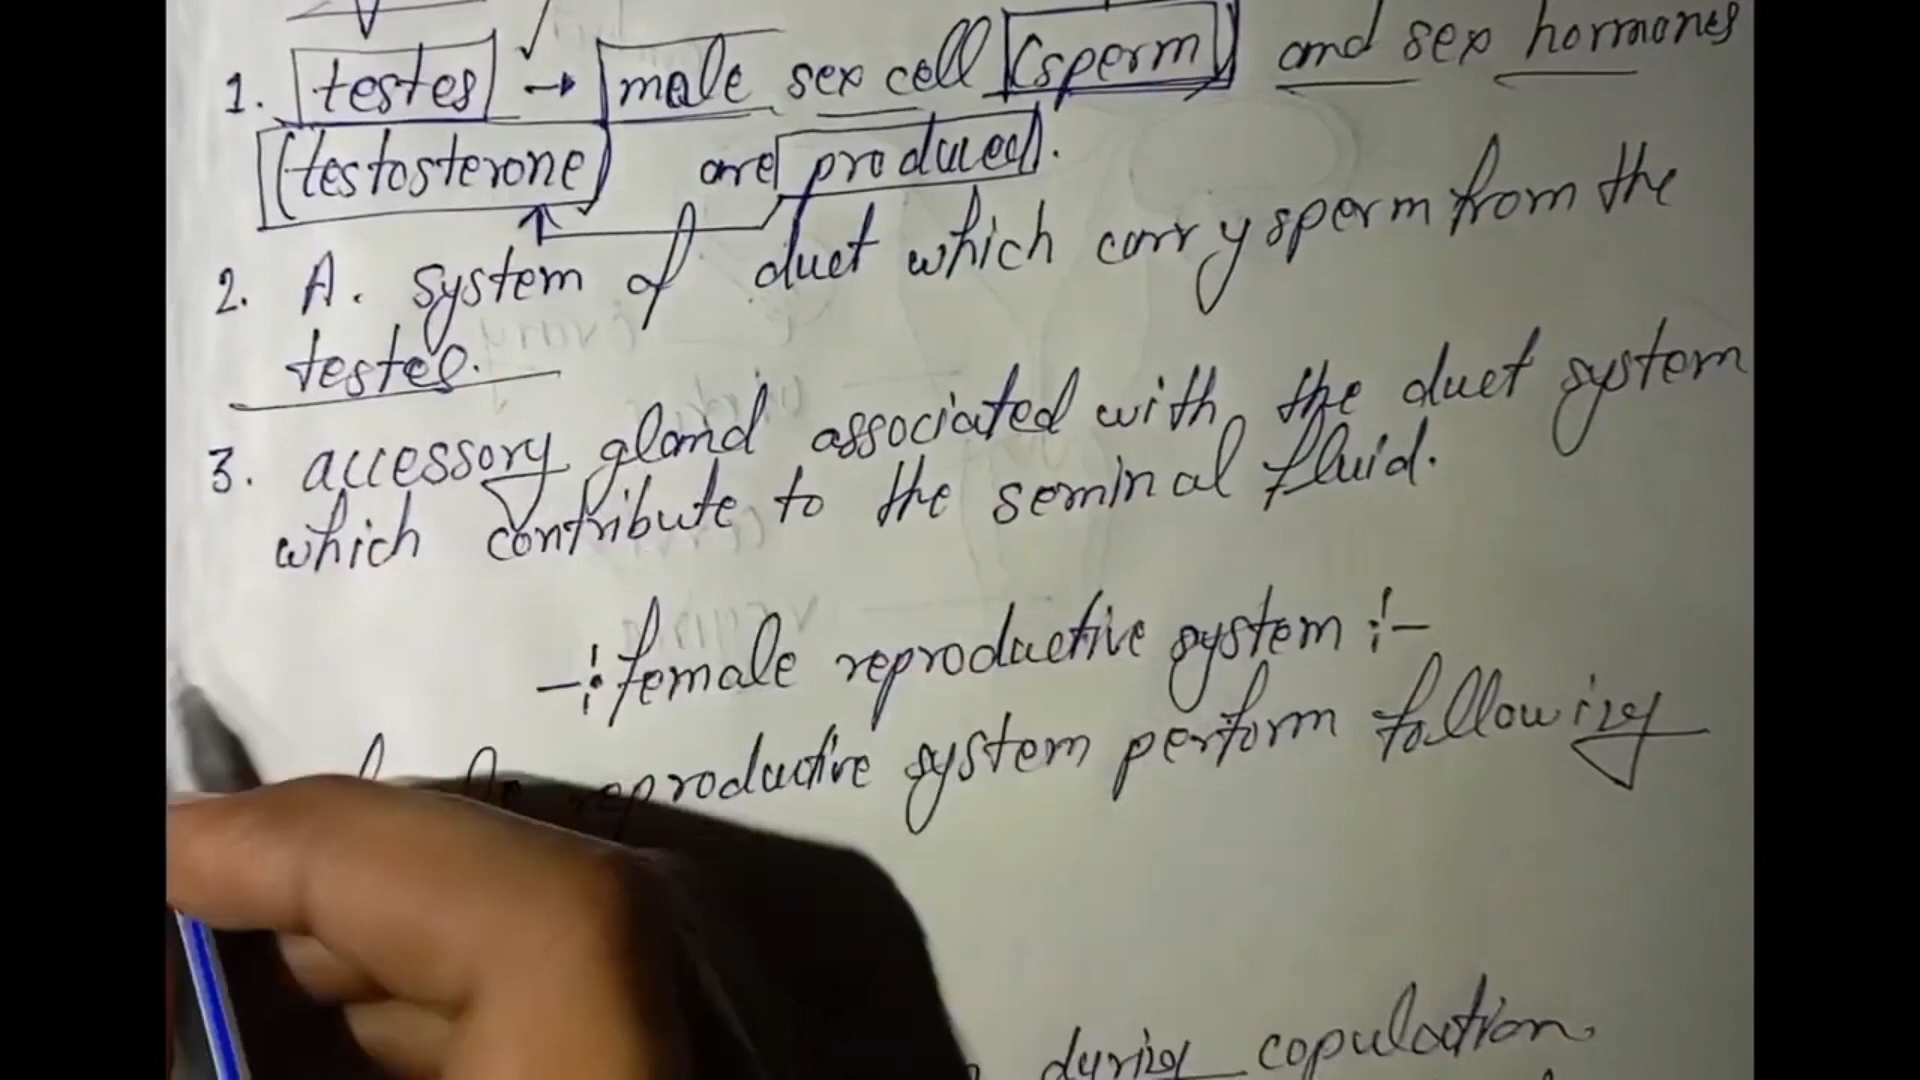 1. testes → male sex cell (sperm) and sex hormones
(testosterone) are produced.
2. A. system of duct which carry sperm from the
testes.
3. accessory gland associated with the duct system
which contribute to the seminal fluid.
-:female reproductive system:-
reproductive system perform following
during copulation.